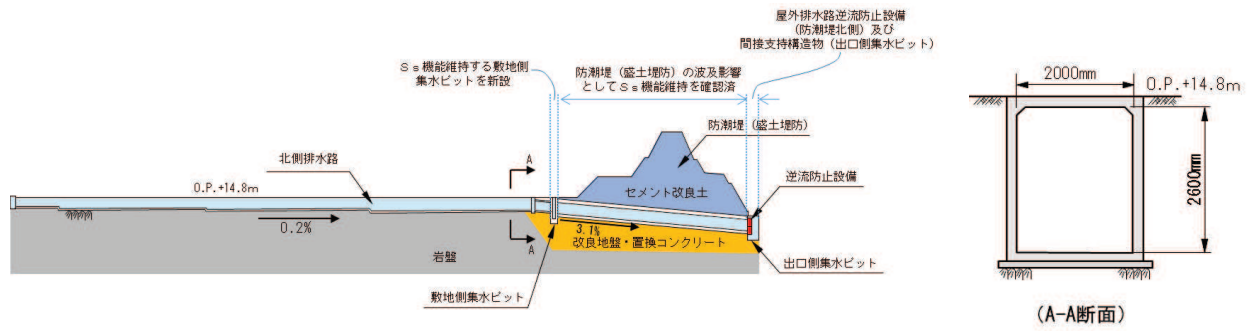 屋外排水路逆流防止設備
(防潮堤北側)及び
間接支持構造物(出口側集水ピット)
Ss機能維持する敷地側
集水ピットを新設
防潮堤(盛土堤防)の波及影響
としてSs機能維持を確認済
防潮堤(盛土堤防)
北側排水路
A
O.P.+14.8m
セメント改良土
逆流防止設備
0.2%
3.1%
改良地盤・置換コンクリート
A
岩盤
出口側集水ピット
敷地側集水ピット
2000mm
O.P.+14.8m
2600mm
(A-A断面)